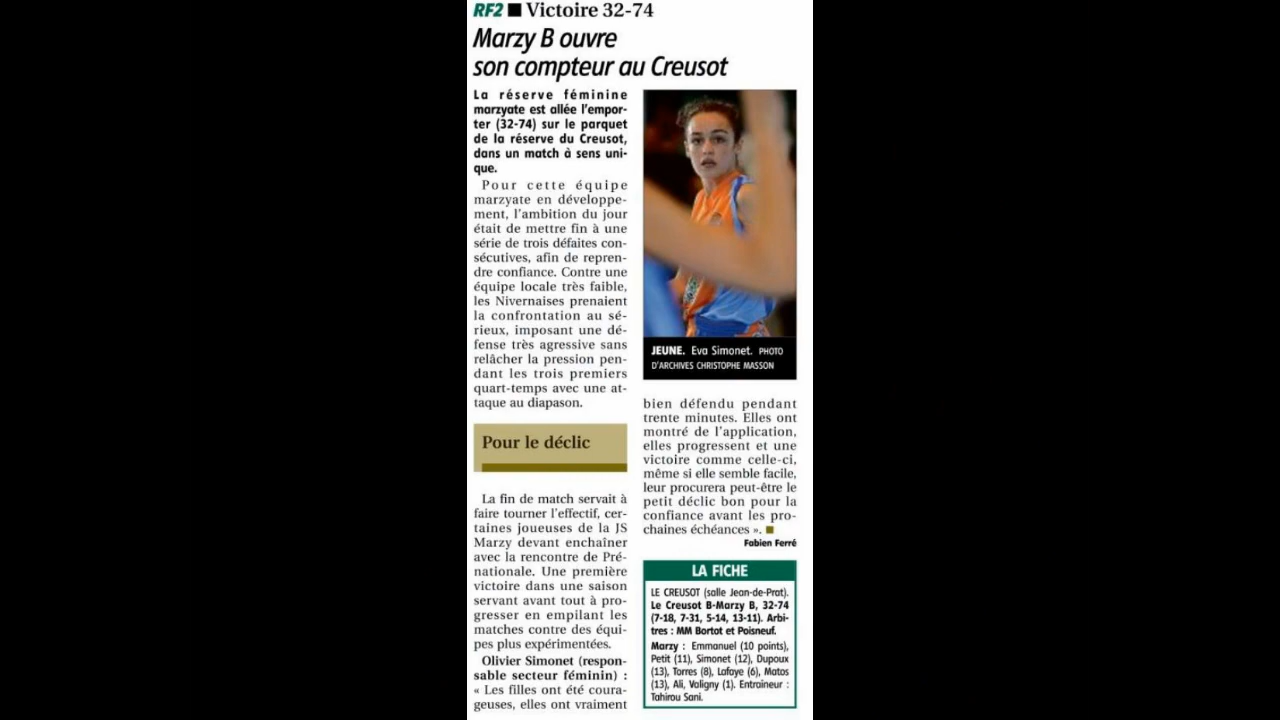 RF2 ■ Victoire 32-74
Marzy B ouvre
son compteur au Creusot
La réserve féminine
marzyate est allée l'empor-
ter (32-74) sur le parquet
de la réserve du Creusot,
dans un match à sens uni-
que.
Pour cette équipe
marzyate en développe-
ment, l'ambition du jour
était de mettre fin à une
série de trois défaites con-
sécutives, afin de repren-
dre confiance. Contre une
équipe locale très faible,
les Nivernaises prenaient
la confrontation au sé-
rieux, imposant une dé-
fense très agressive sans
relâcher la pression pen-
dant les trois premiers
quart-temps avec une at-
taque au diapason.
Pour le déclic
La fin de match servait à
faire tourner l'effectif, cer-
taines joueuses de la JS
Marzy devant enchaîner
avec la rencontre de Pré-
nationale. Une première
victoire dans une saison
servant avant tout à pro-
gresser en empilant les
matches contre des équi-
pes plus expérimentées.
Olivier Simonet (respon-
sable secteur féminin) :
« Les filles ont été coura-
geuses, elles ont vraiment
JEUNE. Eva Simonet. PHOTO
D'ARCHIVES CHRISTOPHE MASSON
bien défendu pendant
trente minutes. Elles ont
montré de l'application,
elles progressent et une
victoire comme celle-ci,
même si elle semble facile,
leur procurera peut-être le
petit déclic bon pour la
confiance avant les pro-
chaines échéances ». ■
Fabien Ferré
LA FICHE
LE CREUSOT (salle Jean-de-Prat).
Le Creusot B-Marzy B, 32-74
(7-18, 7-31, 5-14, 13-11). Arbi-
tres : MM Bortot et Poisneuf.
Marzy : Emmanuel (10 points),
Petit (11), Simonet (12), Dupoux
(13), Torres (8), Lafaye (6), Matos
(13), Ali, Valigny (1). Entraîneur :
Tahirou Sani.